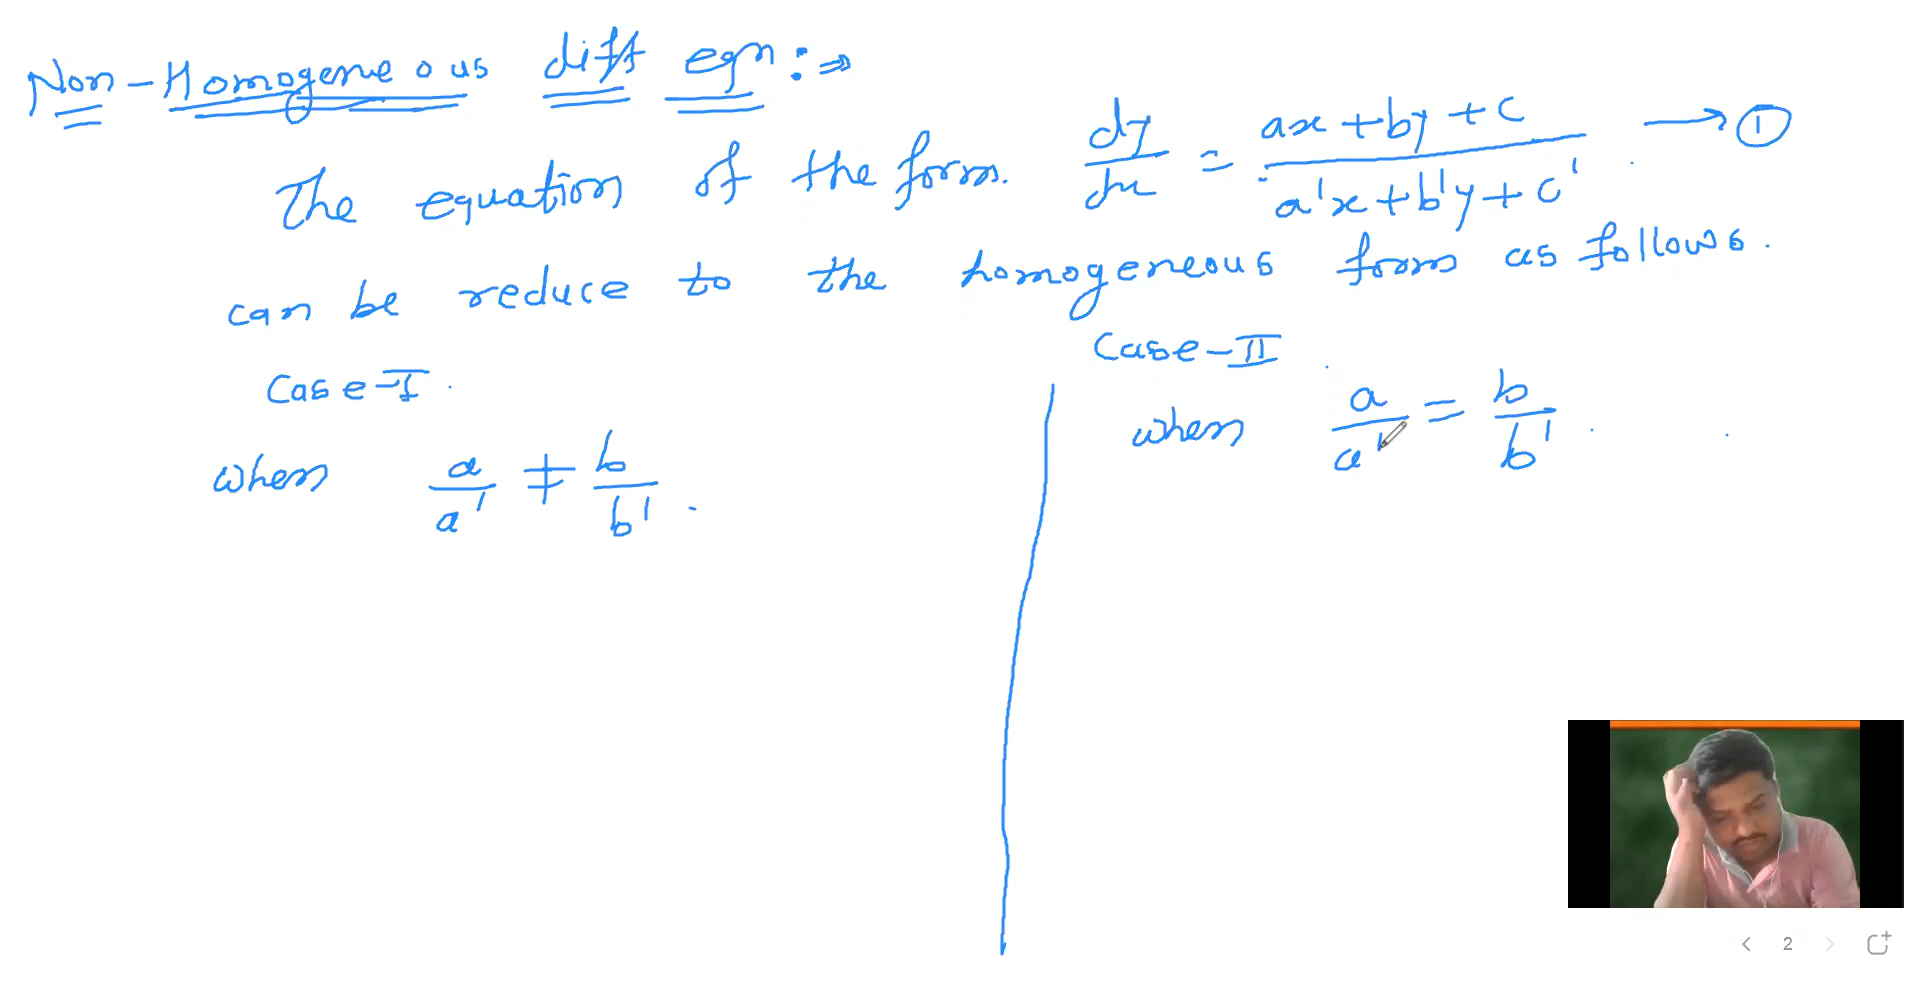 Non-Homogeneous diff eqn :⇒
The equation of the form. dy/dx = (ax+by+c)/(a'x+b'y+c') → ①
can be reduce to the homogeneous form as follows.
Case-I.
when a/a' ≠ b/b'.
Case-II.
when a/a' = b/b'.
2